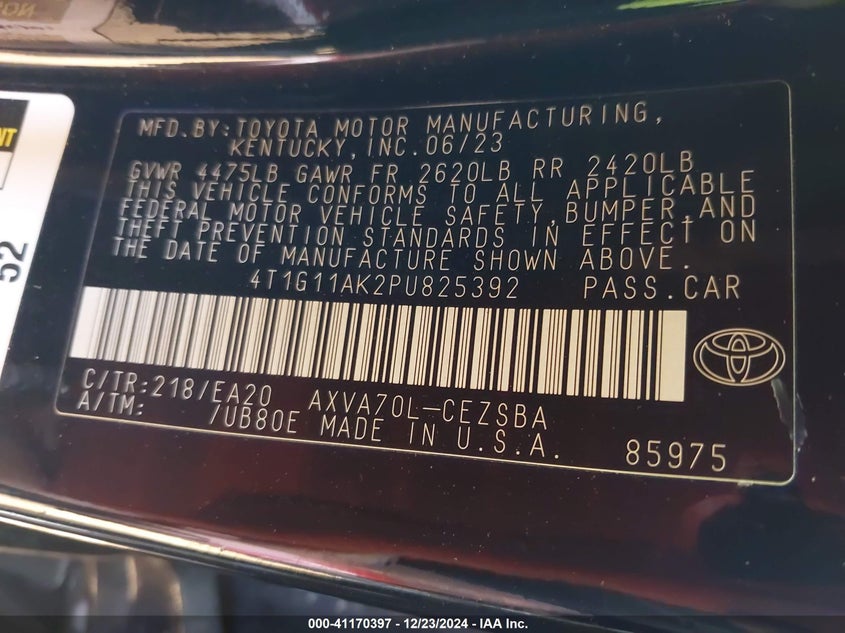 MFD.BY:TOYOTA MOTOR MANUFACTURING,
KENTUCKY,INC.06/23
GVWR 4475LB GAWR FR 2620LB RR 2420LB
THIS VEHICLE CONFORMS TO ALL APPLICABLE
FEDERAL MOTOR VEHICLE SAFETY,BUMPER,AND
THEFT PREVENTION STANDARDS IN EFFECT ON
THE DATE OF MANUFACTURE SHOWN ABOVE.
4T1G11AK2PU825392 PASS.CAR
C/TR:218/EA20 AXVA70L-CEZSBA
A/TM: /UB80E MADE IN U.S.A.
85975
52
000-41170397 - 12/23/2024 - IAA Inc.